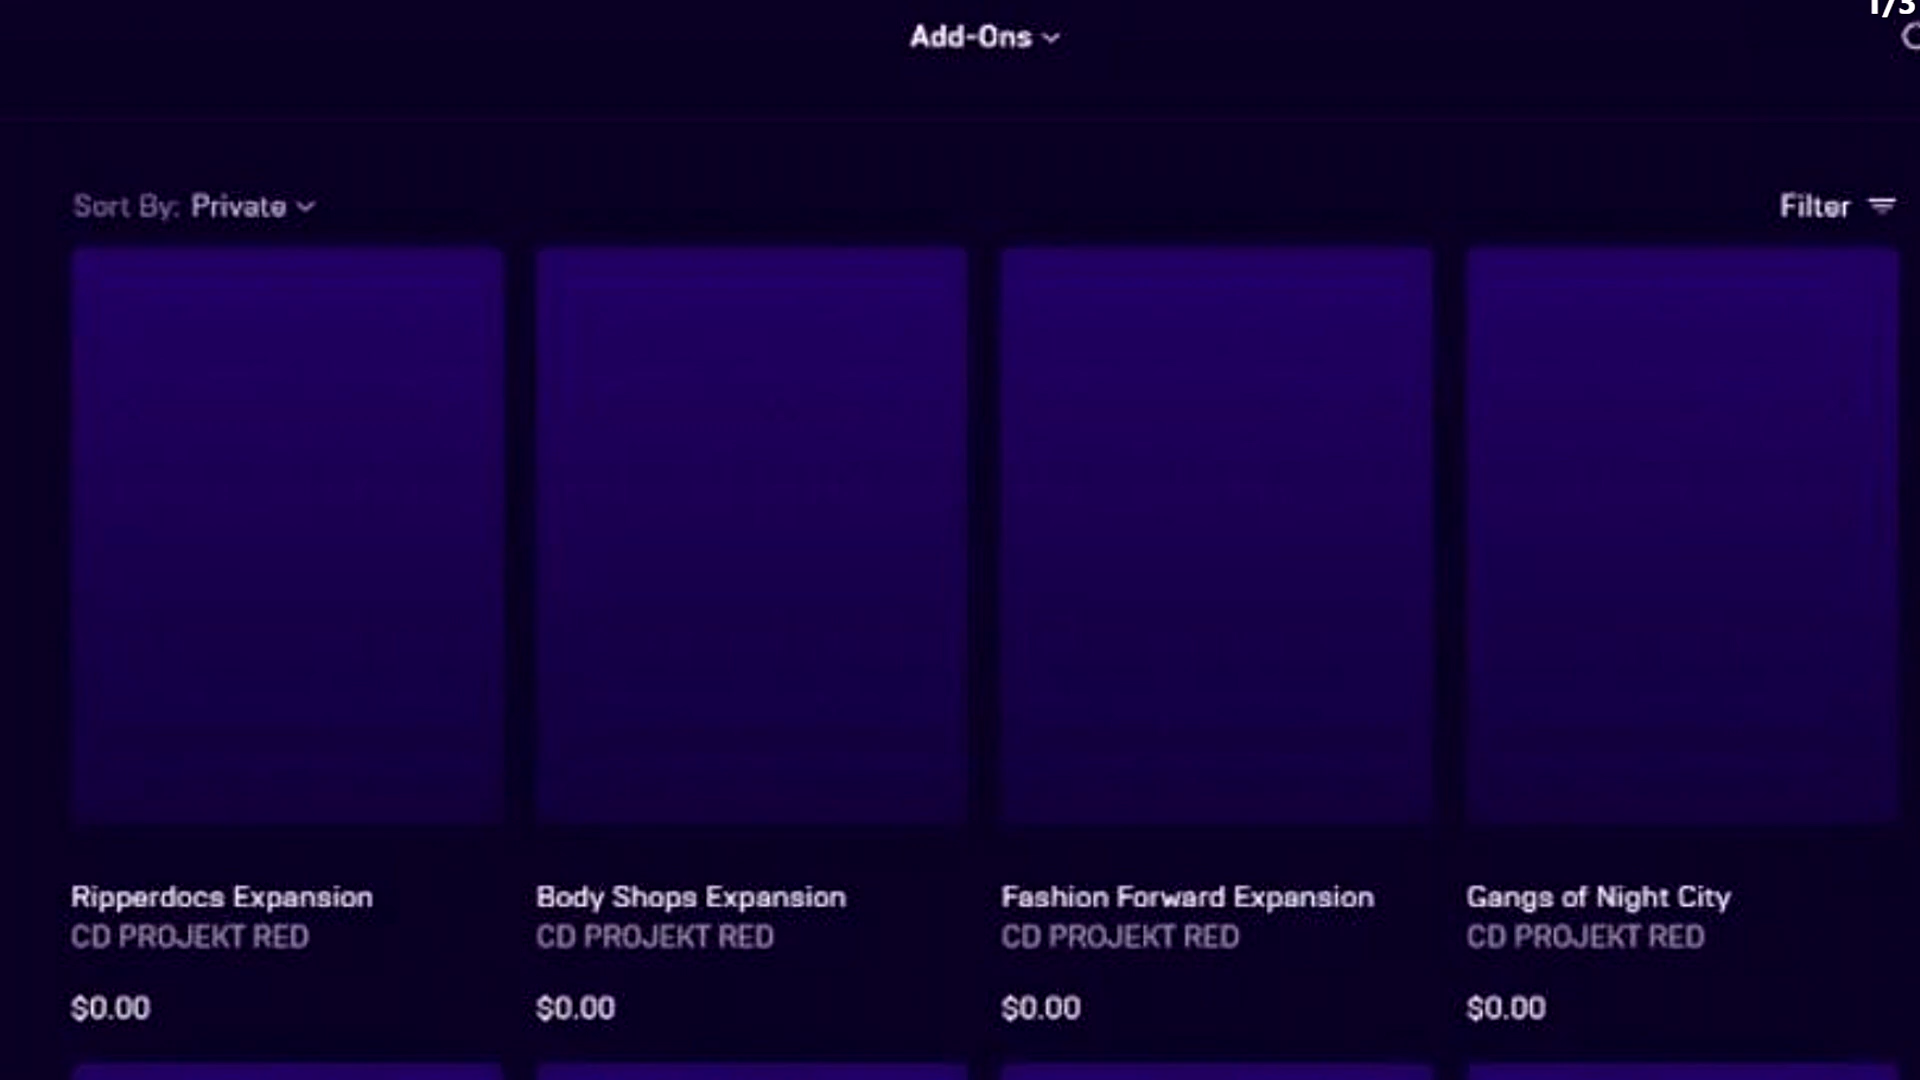 1/3
Add-Ons
Sort By: Private
Filter
Ripperdocs Expansion
CD PROJEKT RED
$0.00
Body Shops Expansion
CD PROJEKT RED
$0.00
Fashion Forward Expansion
CD PROJEKT RED
$0.00
Gangs of Night City
CD PROJEKT RED
$0.00